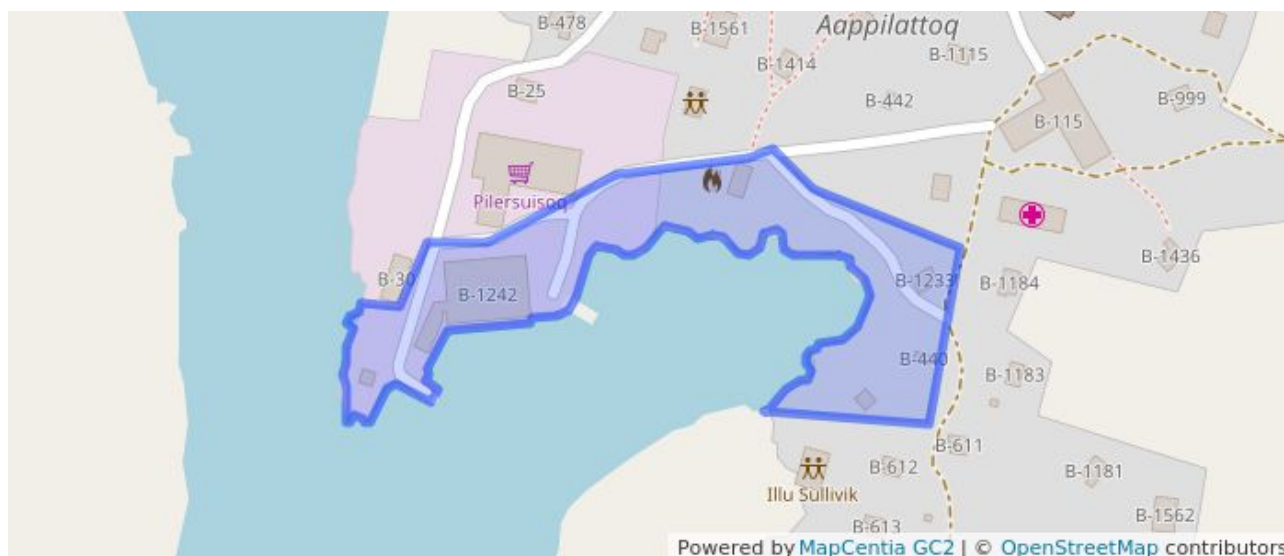 B-478
B-1561
Aappilattoq
B-1414
B-1115
B-25
B-442
B-999
B-115
Pilersuisoq
B-30
B-1242
B-1233
B-1184
B-1436
B-440
B-1183
B-611
B-612
B-1181
Illu Sullivik
B-613
B-1562
Powered by MapCentia GC2 | © OpenStreetMap contributors